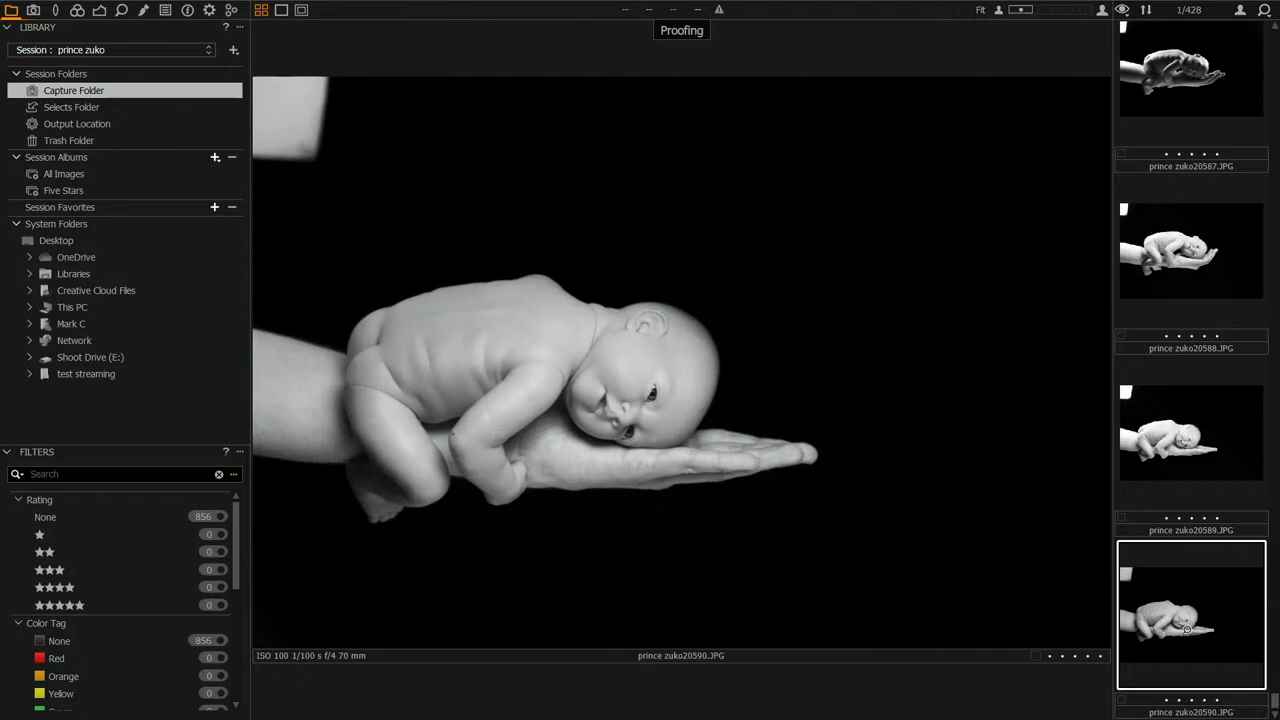 Fit
1/428
LIBRARY
?
Proofing
Session : prince zuko
Session Folders
Capture Folder
Selects Folder
Output Location
Trash Folder
Session Albums
All Images
Five Stars
Session Favorites
System Folders
Desktop
OneDrive
Libraries
Creative Cloud Files
This PC
Mark C
Network
Shoot Drive (E:)
test streaming
FILTERS
?
Search
Rating
None 856
0
0
0
0
0
Color Tag
None 856
Red 0
Orange 0
Yellow 0
ISO 100 1/100 s f/4 70 mm
prince zuko20590.JPG
prince zuko20587.JPG
prince zuko20588.JPG
prince zuko20589.JPG
prince zuko20590.JPG